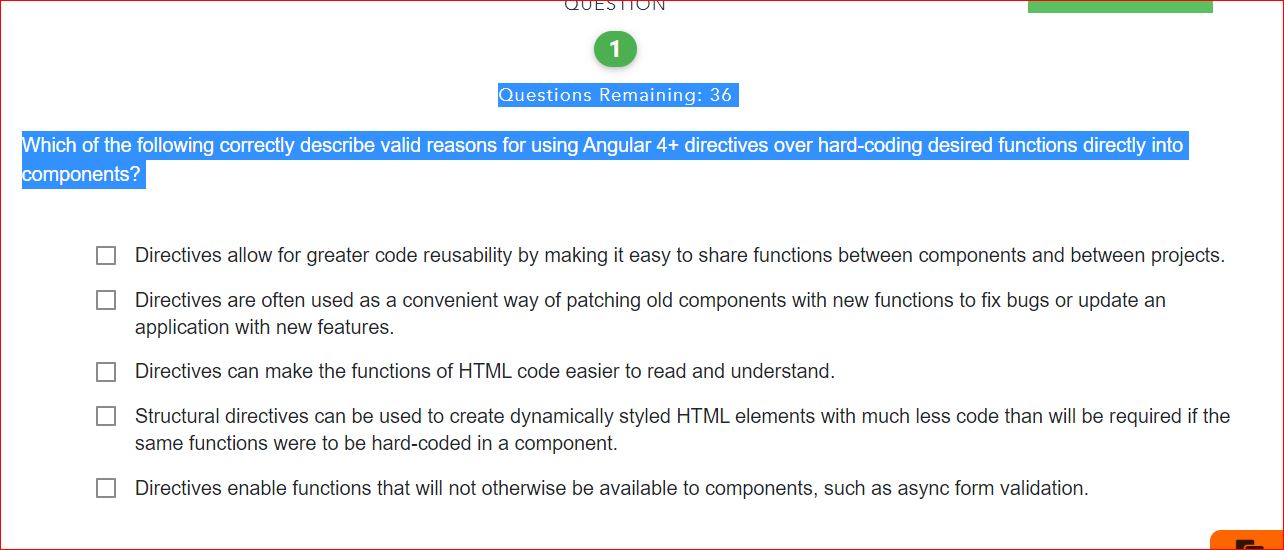 QUESTION
1
Questions Remaining: 36
Which of the following correctly describe valid reasons for using Angular 4+ directives over hard-coding desired functions directly into
components?
Directives allow for greater code reusability by making it easy to share functions between components and between projects.
Directives are often used as a convenient way of patching old components with new functions to fix bugs or update an
application with new features.
Directives can make the functions of HTML code easier to read and understand.
Structural directives can be used to create dynamically styled HTML elements with much less code than will be required if the
same functions were to be hard-coded in a component.
Directives enable functions that will not otherwise be available to components, such as async form validation.